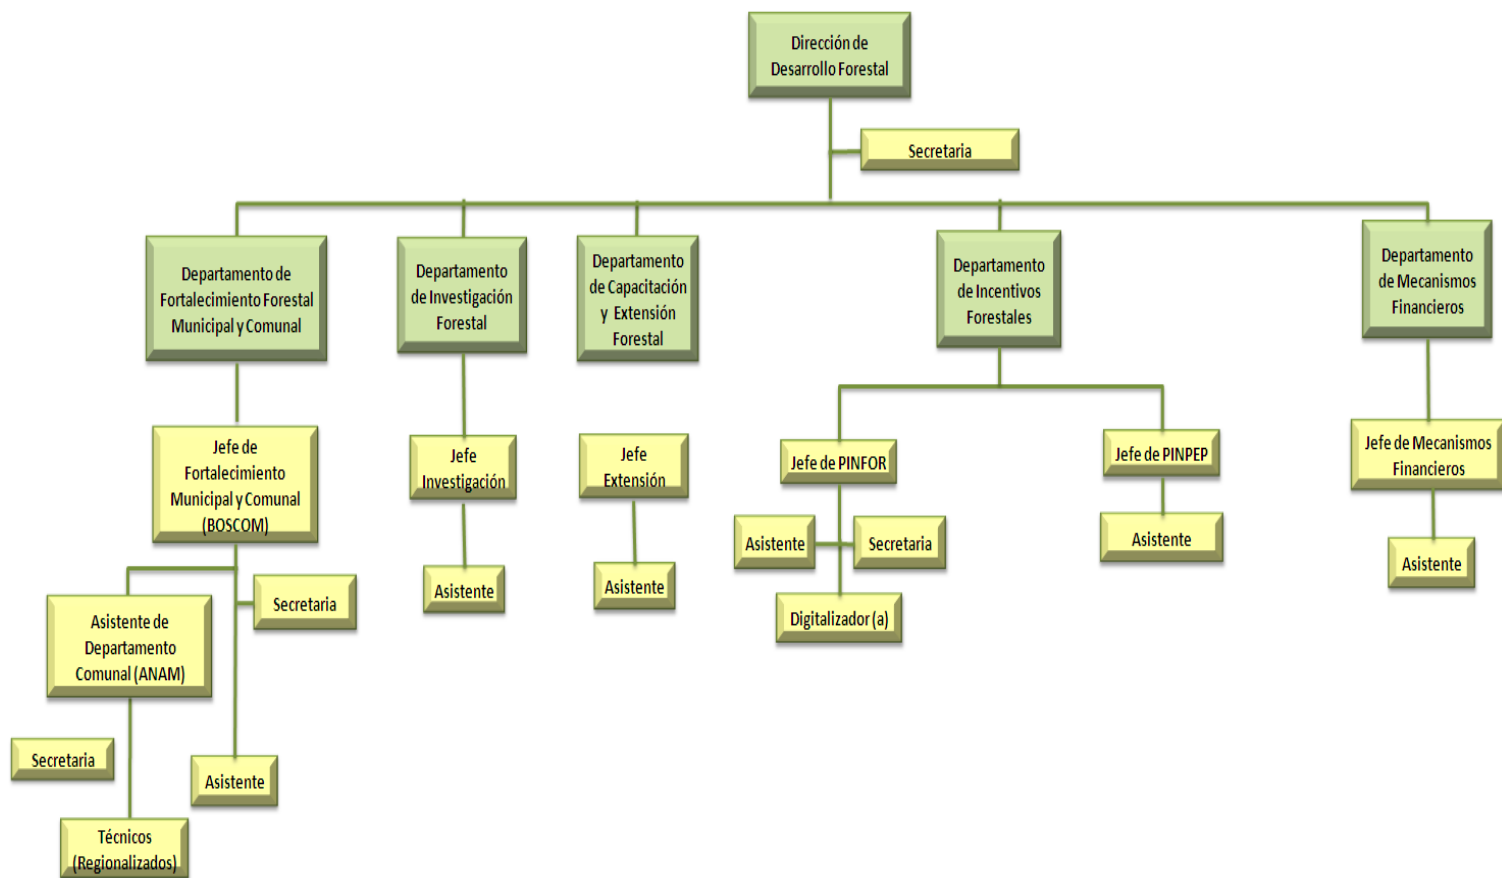 Dirección de
Desarrollo Forestal
Secretaria
Departamento de
Fortalecimiento Forestal
Municipal y Comunal
Departamento
de Investigación
Forestal
Departamento
de Capacitación
y Extensión
Forestal
Departamento
de Incentivos
Forestales
Departamento
de Mecanismos
Financieros
Jefe de
Fortalecimiento
Municipal y Comunal
(BOSCOM)
Jefe
Investigación
Jefe
Extensión
Jefe de PINFOR
Jefe de PINPEP
Jefe de Mecanismos
Financieros
Asistente
Asistente
Asistente
Secretaria
Asistente
Asistente
Digitalizador (a)
Secretaria
Asistente de
Departamento
Comunal (ANAM)
Secretaria
Asistente
Técnicos
(Regionalizados)